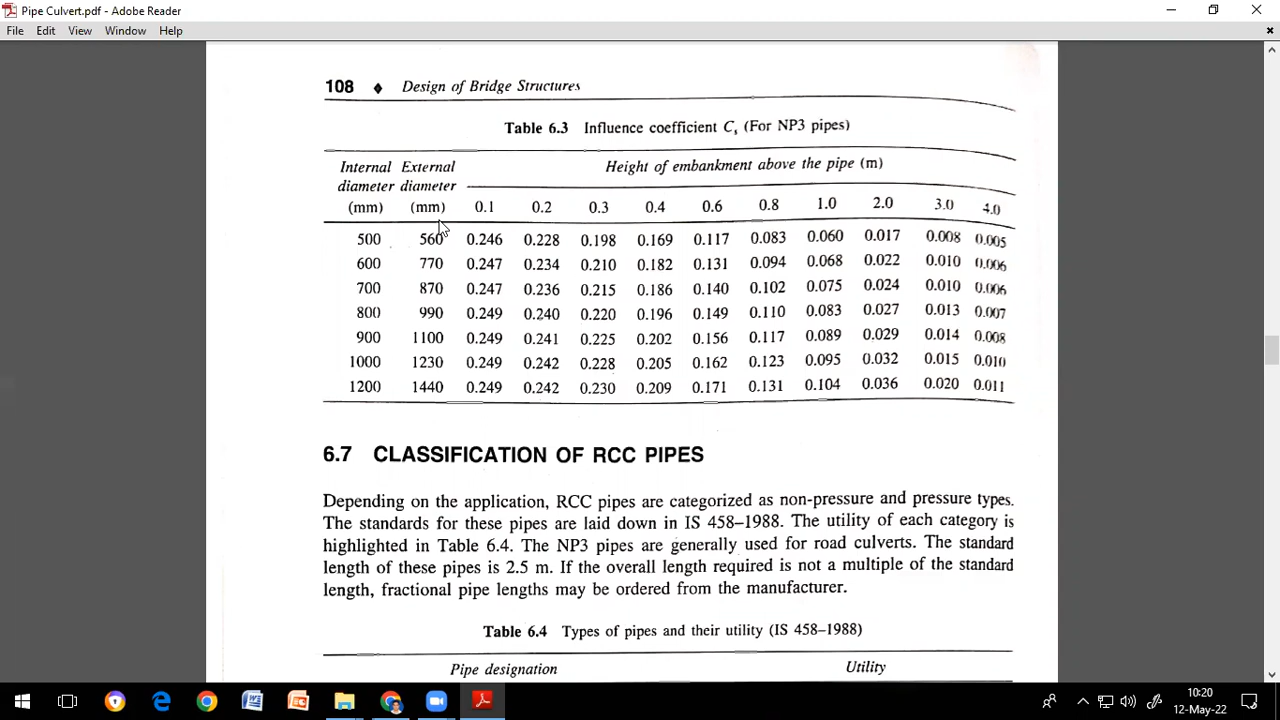 Pipe Culvert.pdf - Adobe Reader
File Edit View Window Help
108 ♦ Design of Bridge Structures
Table 6.3 Influence coefficient Cs (For NP3 pipes)
Internal External Height of embankment above the pipe (m)
diameter diameter
(mm) (mm) 0.1 0.2 0.3 0.4 0.6 0.8 1.0 2.0 3.0 4.0
500 560 0.246 0.228 0.198 0.169 0.117 0.083 0.060 0.017 0.008 0.005
600 770 0.247 0.234 0.210 0.182 0.131 0.094 0.068 0.022 0.010 0.006
700 870 0.247 0.236 0.215 0.186 0.140 0.102 0.075 0.024 0.010 0.006
800 990 0.249 0.240 0.220 0.196 0.149 0.110 0.083 0.027 0.013 0.007
900 1100 0.249 0.241 0.225 0.202 0.156 0.117 0.089 0.029 0.014 0.008
1000 1230 0.249 0.242 0.228 0.205 0.162 0.123 0.095 0.032 0.015 0.010
1200 1440 0.249 0.242 0.230 0.209 0.171 0.131 0.104 0.036 0.020 0.011
6.7 CLASSIFICATION OF RCC PIPES
Depending on the application, RCC pipes are categorized as non-pressure and pressure types.
The standards for these pipes are laid down in IS 458–1988. The utility of each category is
highlighted in Table 6.4. The NP3 pipes are generally used for road culverts. The standard
length of these pipes is 2.5 m. If the overall length required is not a multiple of the standard
length, fractional pipe lengths may be ordered from the manufacturer.
Table 6.4 Types of pipes and their utility (IS 458–1988)
Pipe designation Utility
10:20
12-May-22